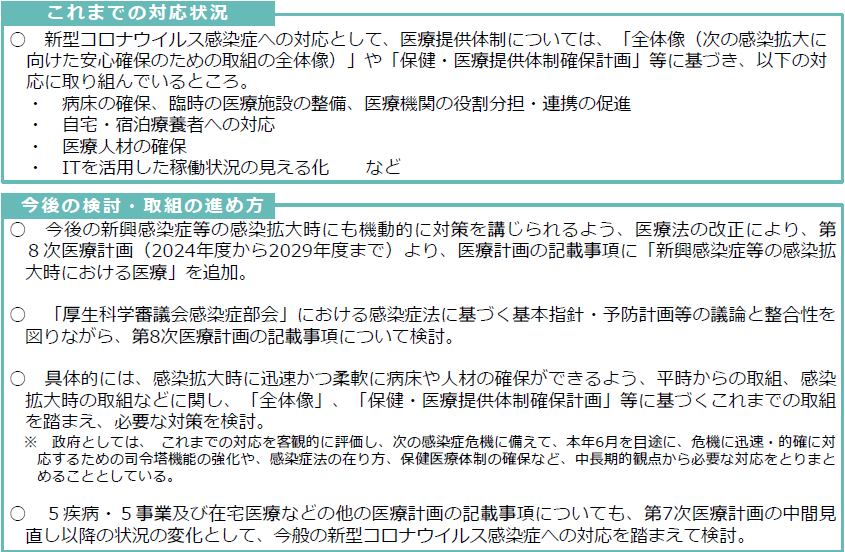 これまでの対応状況
○　新型コロナウイルス感染症への対応として、医療提供体制については、「全体像（次の感染拡大に
向けた安心確保のための取組の全体像）」や「保健・医療提供体制確保計画」等に基づき、以下の対
応に取り組んでいるところ。
・　病床の確保、臨時の医療施設の整備、医療機関の役割分担・連携の促進
・　自宅・宿泊療養者への対応
・　医療人材の確保
・　ITを活用した稼働状況の見える化　　など
今後の検討・取組の進め方
○　今後の新興感染症等の感染拡大時にも機動的に対策を講じられるよう、医療法の改正により、第
８次医療計画（2024年度から2029年度まで）より、医療計画の記載事項に「新興感染症等の感染拡
大時における医療」を追加。
○　「厚生科学審議会感染症部会」における感染症法に基づく基本指針・予防計画等の議論と整合性を
図りながら、第8次医療計画の記載事項について検討。
○　具体的には、感染拡大時に迅速かつ柔軟に病床や人材の確保ができるよう、平時からの取組、感染
拡大時の取組などに関し、「全体像」、「保健・医療提供体制確保計画」等に基づくこれまでの取組
を踏まえ、必要な対策を検討。
※　政府としては、　これまでの対応を客観的に評価し、次の感染症危機に備えて、本年6月を目途に、危機に迅速・的確に対
応するための司令塔機能の強化や、感染症法の在り方、保健医療体制の確保など、中長期的観点から必要な対応をとりまと
めることとしている。
○　５疾病・５事業及び在宅医療などの他の医療計画の記載事項についても、第7次医療計画の中間見
直し以降の状況の変化として、今般の新型コロナウイルス感染症への対応を踏まえて検討。